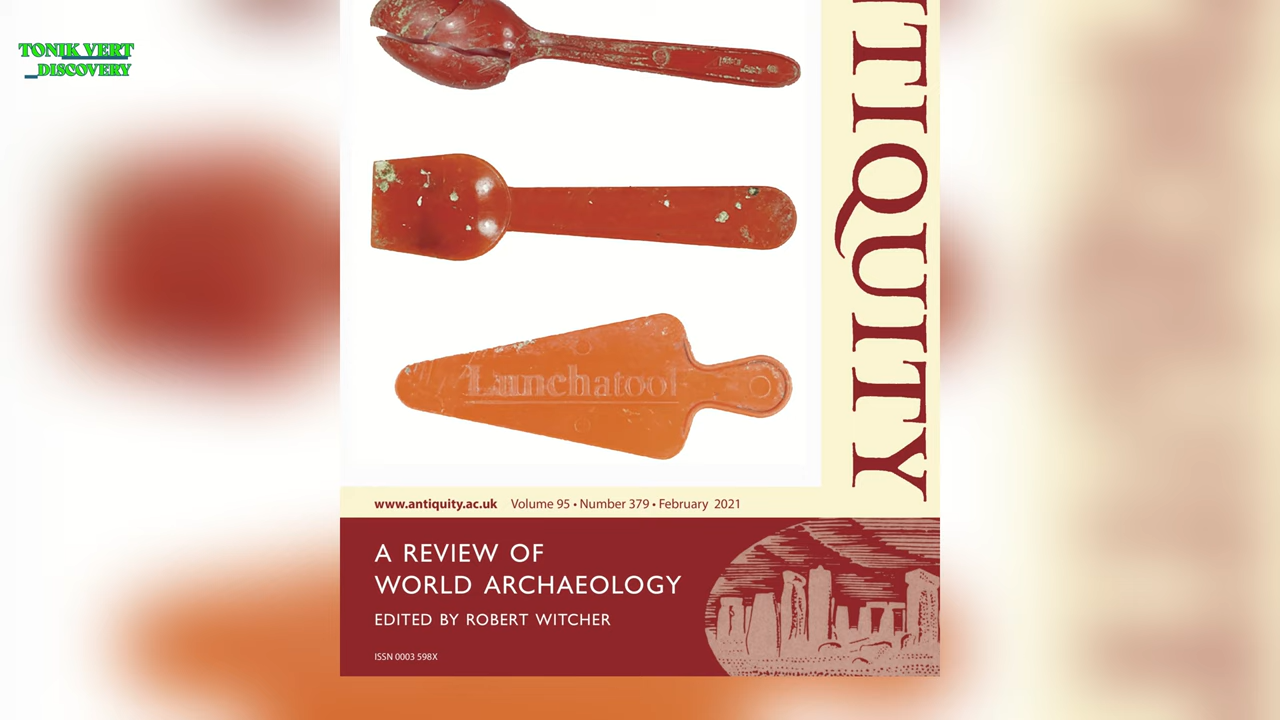 TONIK VERT
_DISCOVERY
TIQUITY
Lunchatool
www.antiquity.ac.uk Volume 95 • Number 379 • February 2021
A REVIEW OF
WORLD ARCHAEOLOGY
EDITED BY ROBERT WITCHER
ISSN 0003 598X